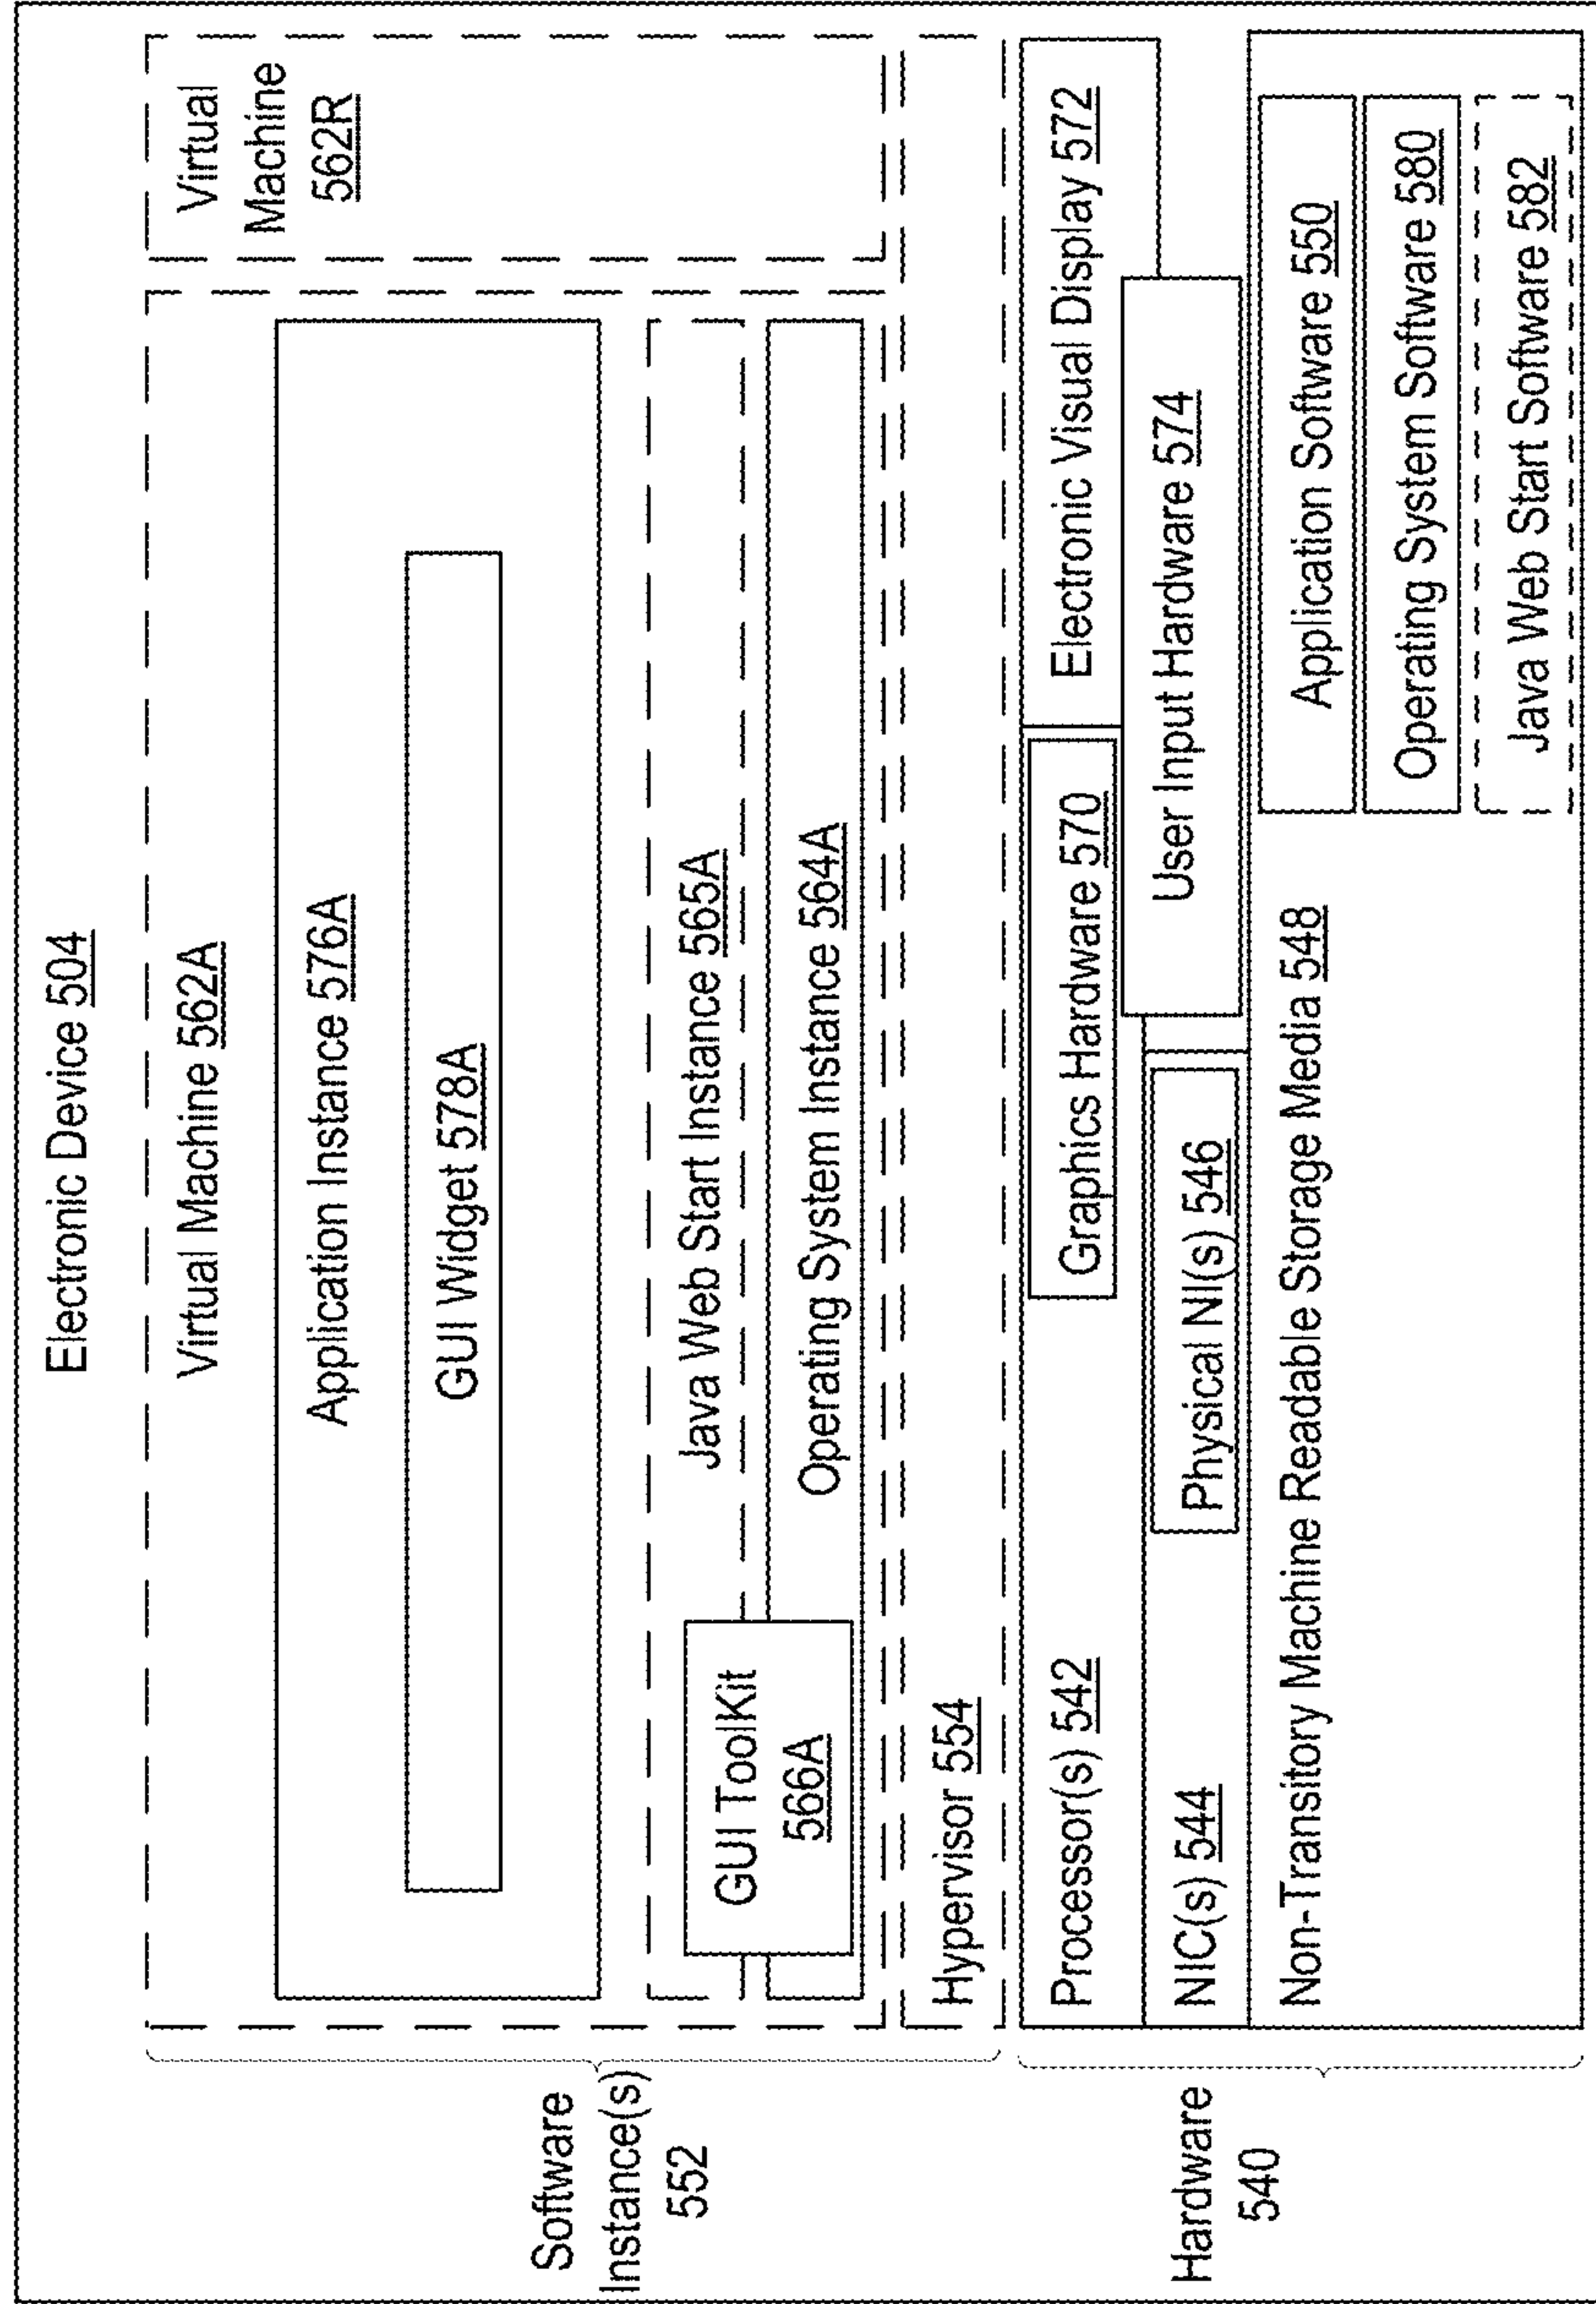 Electronic Device 504
Software
Instance(s)
552
Virtual Machine 562A
Application Instance 576A
GUI Widget 578A
Java Web Start Instance 565A
GUI ToolKit
566A
Operating System Instance 564A
Virtual
Machine
562R
Hypervisor 554
Hardware
540
Processor(s) 542
Graphics Hardware 570
Electronic Visual Display 572
NIC(s) 544
Physical NI(s) 546
User Input Hardware 574
Non-Transitory Machine Readable Storage Media 548
Application Software 550
Operating System Software 580
Java Web Start Software 582